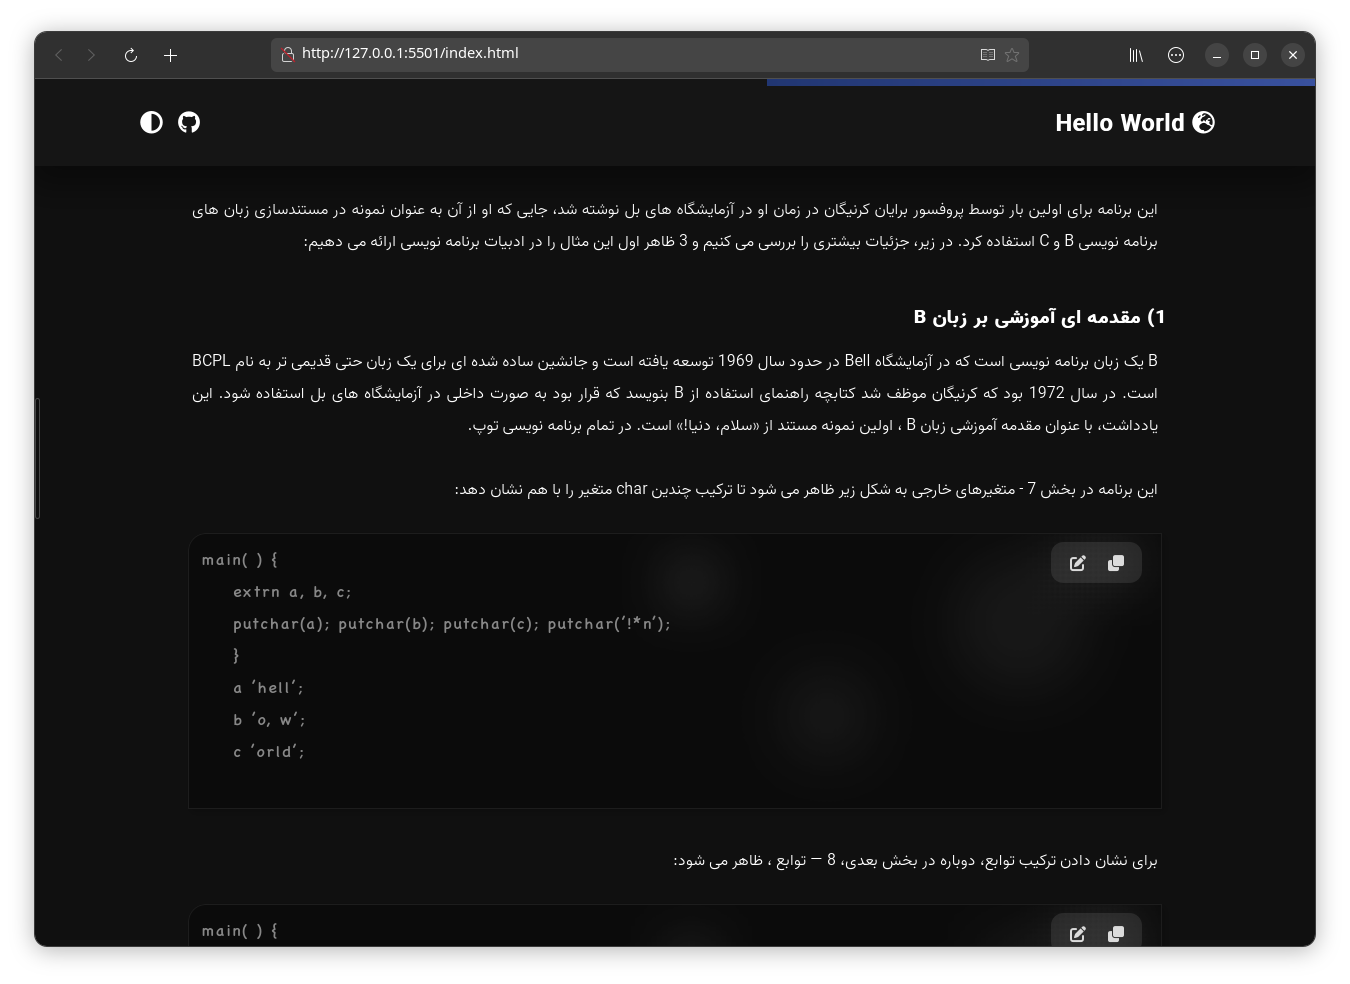 http://127.0.0.1:5501/index.html
Hello World
این برنامه برای اولین بار توسط پروفسور برایان کرنیگان در زمان او در آزمایشگاه های بل نوشته شد، جایی که او از آن به عنوان نمونه در مستندسازی زبان های
برنامه نویسی B و C استفاده کرد. در زیر، جزئیات بیشتری را بررسی می کنیم و 3 ظاهر اول این مثال را در ادبیات برنامه نویسی ارائه می دهیم:
1) مقدمه ای آموزشی بر زبان B
B یک زبان برنامه نویسی است که در آزمایشگاه Bell در حدود سال 1969 توسعه یافته است و جانشین ساده شده ای برای یک زبان حتی قدیمی تر به نام BCPL
است. در سال 1972 بود که کرنیگان موظف شد کتابچه راهنمای استفاده از B بنویسد که قرار بود به صورت داخلی در آزمایشگاه های بل استفاده شود. این
یادداشت، با عنوان مقدمه آموزشی زبان B ، اولین نمونه مستند از «سلام، دنیا!» است. در تمام برنامه نویسی توپ.
این برنامه در بخش 7 - متغیرهای خارجی به شکل زیر ظاهر می شود تا ترکیب چندین char متغیر را با هم نشان دهد:
main( ) {
extrn a, b, c;
putchar(a); putchar(b); putchar(c); putchar('!*n');
}
a 'hell';
b 'o, w';
c 'orld';
برای نشان دادن ترکیب توابع، دوباره در بخش بعدی، 8 – توابع ، ظاهر می شود:
main( ) {